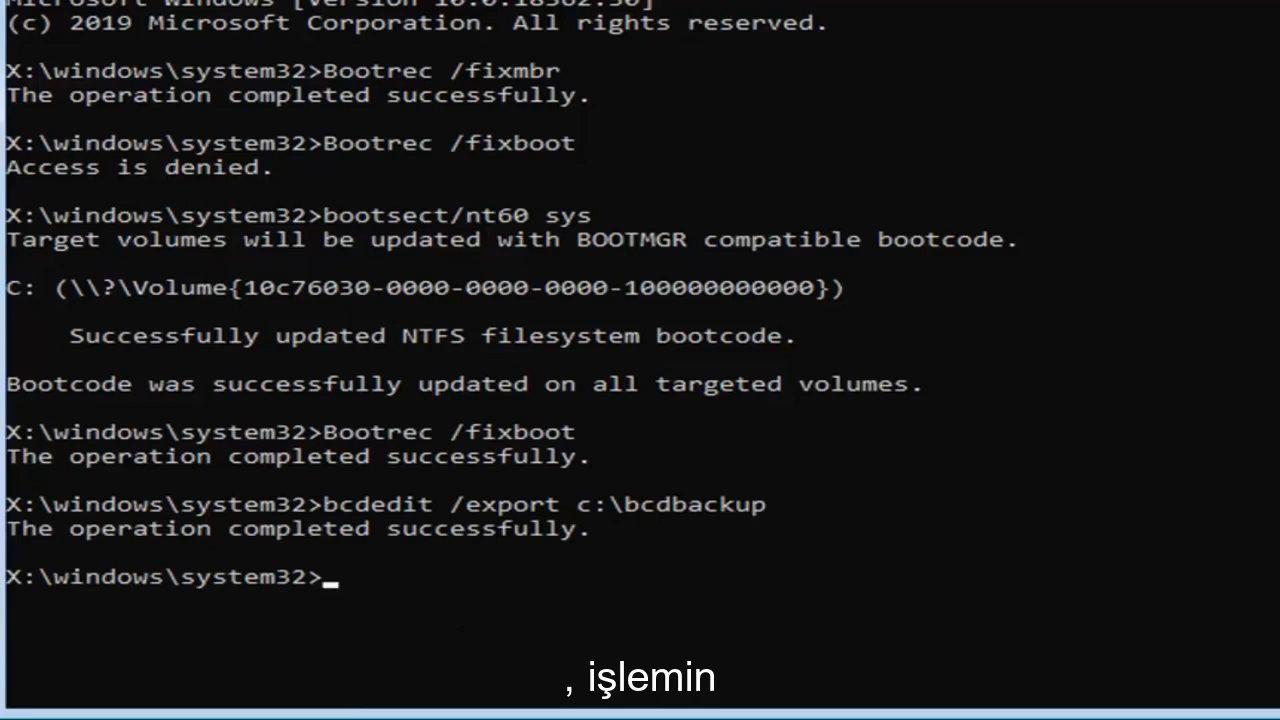 Microsoft Windows [Version 10.0.18362.30]
(c) 2019 Microsoft Corporation. All rights reserved.
X:\windows\system32>Bootrec /fixmbr
The operation completed successfully.
X:\windows\system32>Bootrec /fixboot
Access is denied.
X:\windows\system32>bootsect/nt60 sys
Target volumes will be updated with BOOTMGR compatible bootcode.
C: (\\?\Volume{10c76030-0000-0000-0000-100000000000})
Successfully updated NTFS filesystem bootcode.
Bootcode was successfully updated on all targeted volumes.
X:\windows\system32>Bootrec /fixboot
The operation completed successfully.
X:\windows\system32>bcdedit /export c:\bcdbackup
The operation completed successfully.
X:\windows\system32>
, işlemin